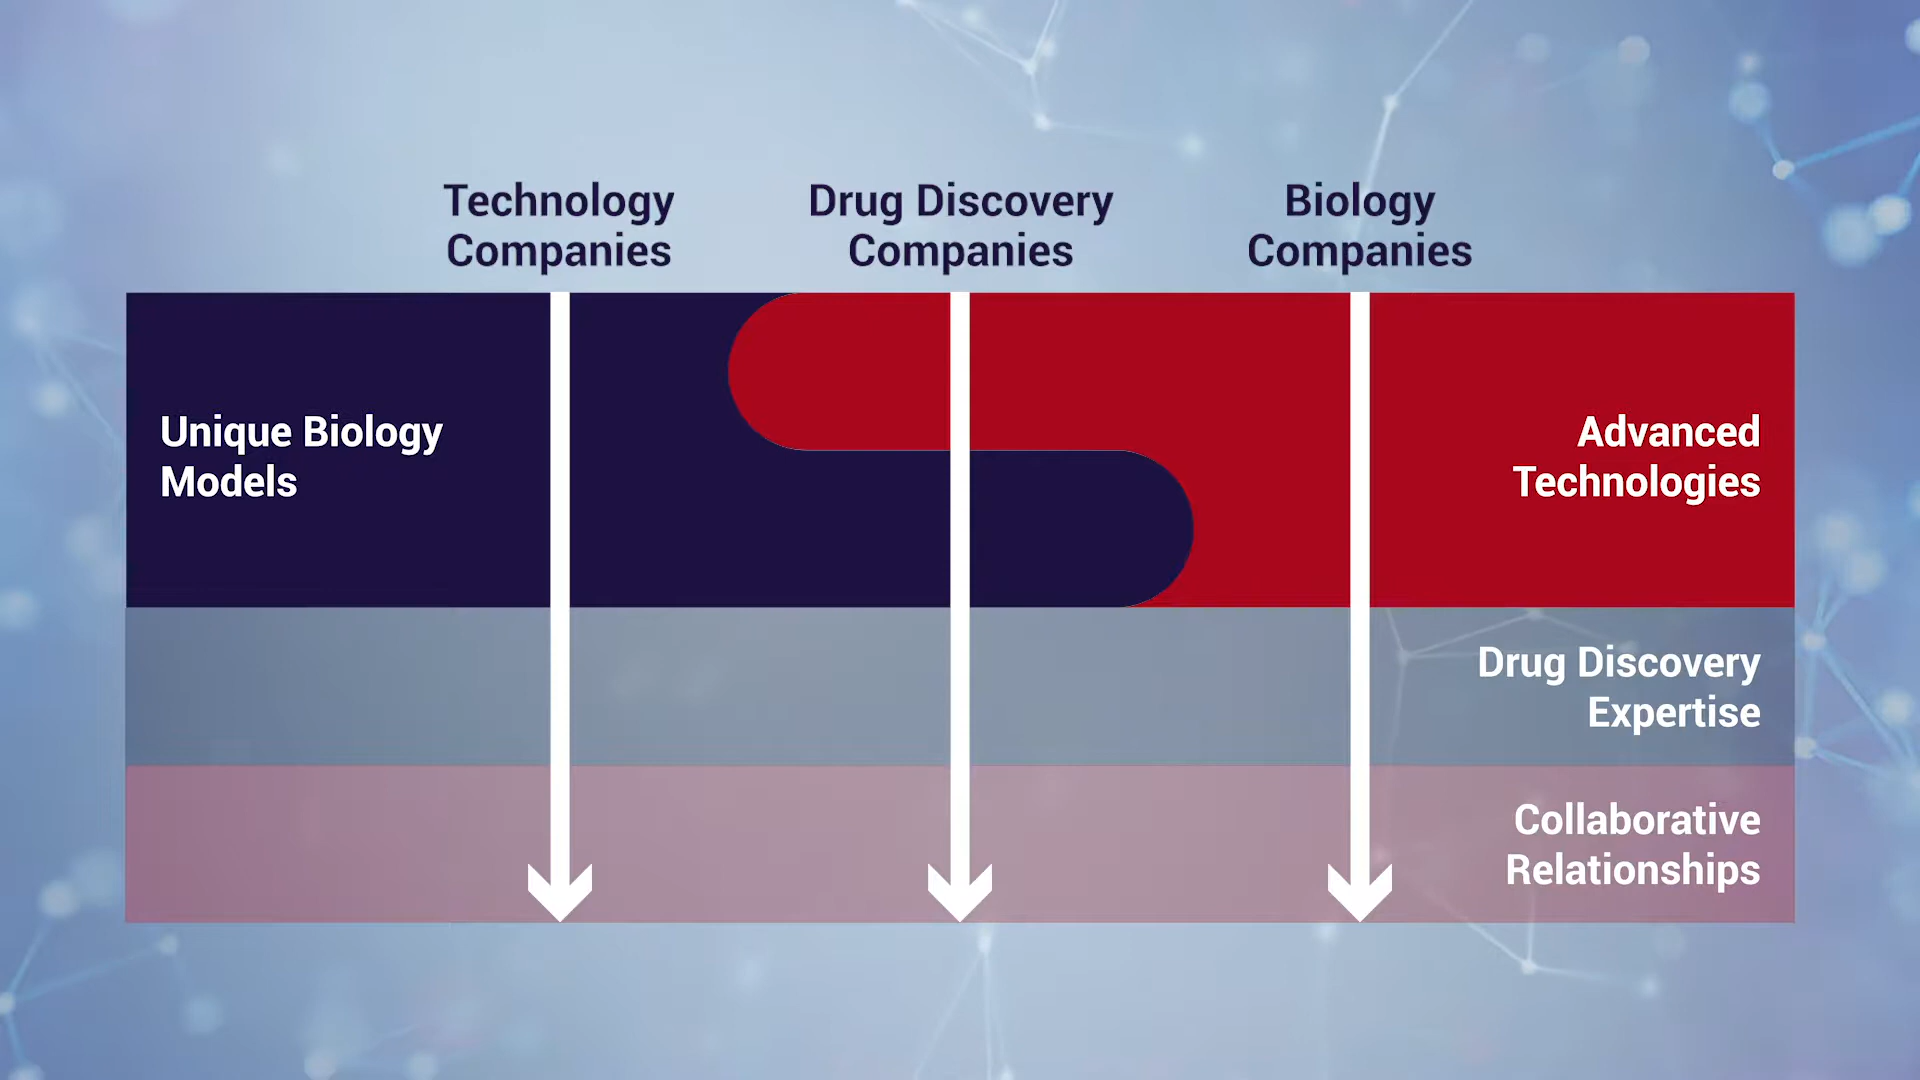 Technology
Companies
Drug Discovery
Companies
Biology
Companies
Unique Biology
Models
Advanced
Technologies
Drug Discovery
Expertise
Collaborative
Relationships